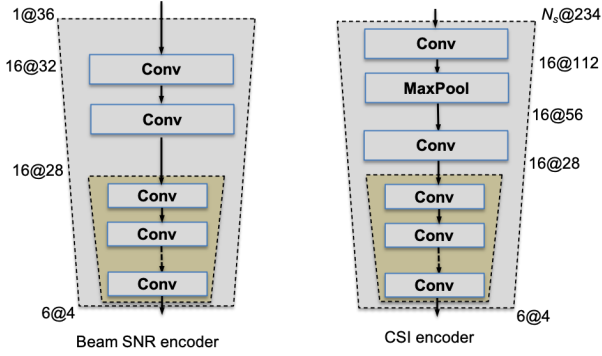 1@36
16@32
Conv
Conv
16@28
Conv
Conv
Conv
6@4
Beam SNR encoder
Nₛ@234
Conv
16@112
MaxPool
16@56
Conv
16@28
Conv
Conv
Conv
6@4
CSI encoder